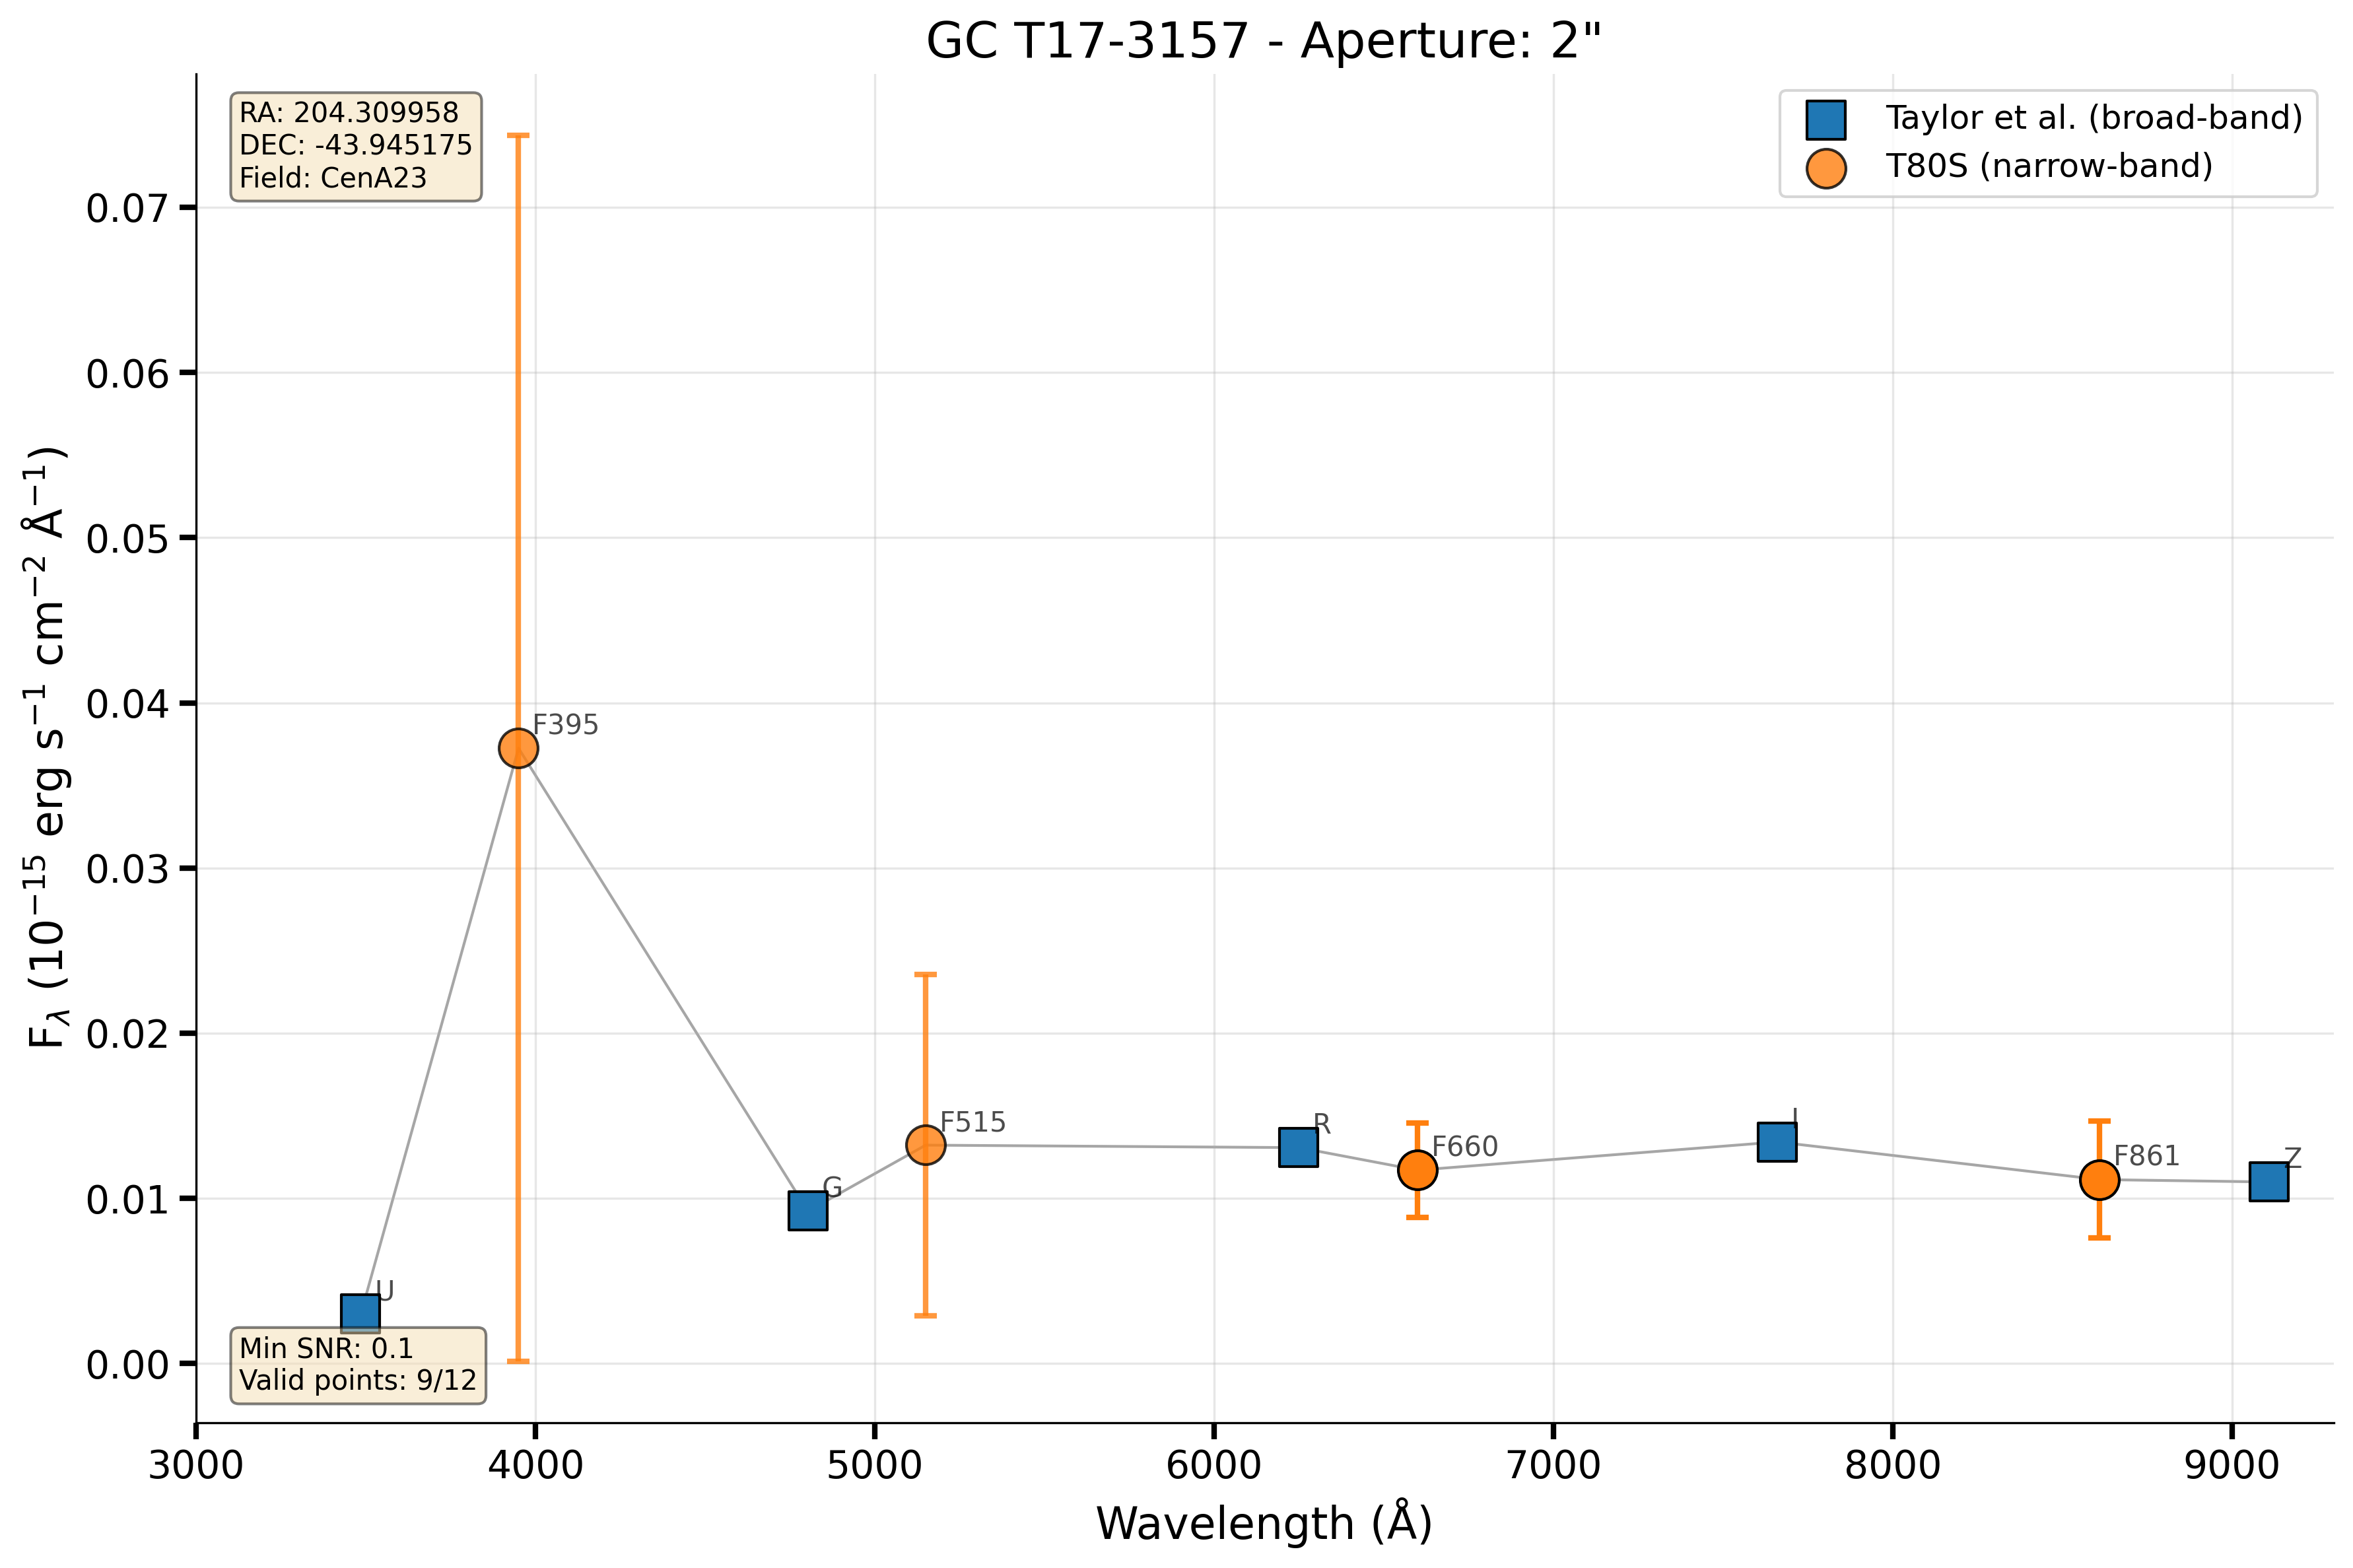 GC T17-3157 - Aperture: 2"
RA: 204.309958
DEC: -43.945175
Field: CenA23
Taylor et al. (broad-band)
T80S (narrow-band)
F$_{\lambda}$ (10$^{-15}$ erg s$^{-1}$ cm$^{-2}$ Å$^{-1}$)
0.07
0.06
0.05
0.04
0.03
0.02
0.01
0.00
U
F395
G
F515
R
F660
I
F861
Z
Min SNR: 0.1
Valid points: 9/12
3000 4000 5000 6000 7000 8000 9000
Wavelength (Å)